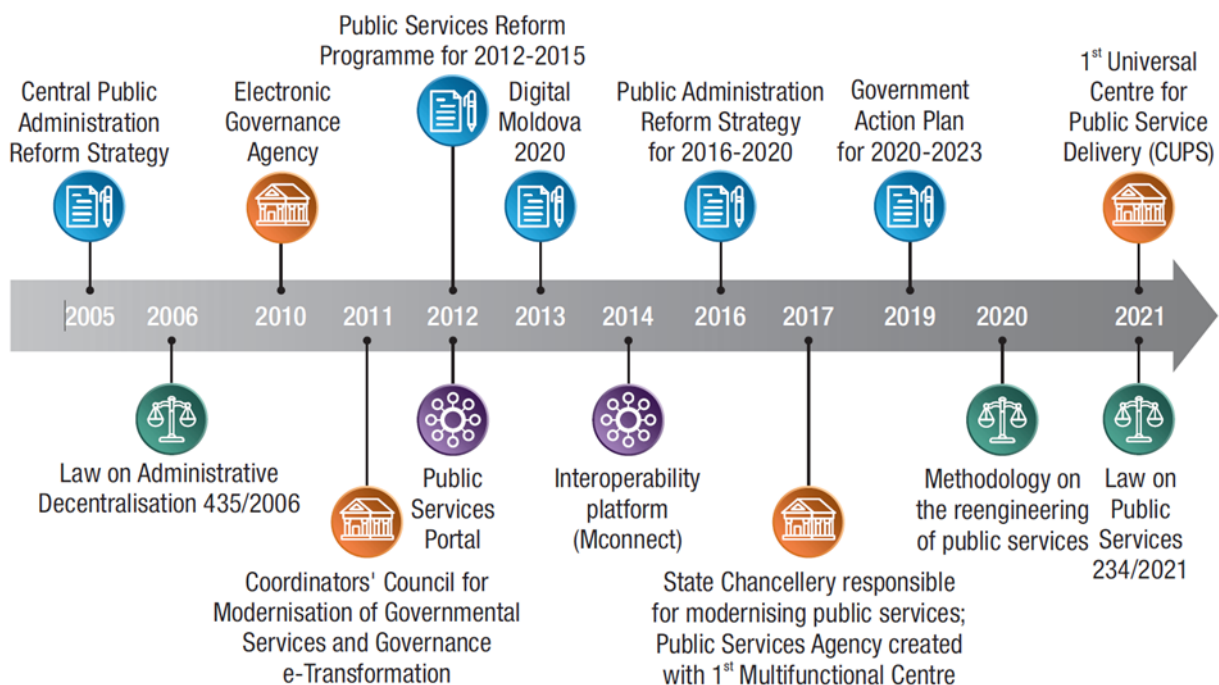 Public Services Reform
Programme for 2012-2015
Central Public
Administration
Reform Strategy
Electronic
Governance
Agency
Digital
Moldova
2020
Public Administration
Reform Strategy
for 2016-2020
Government
Action Plan
for 2020-2023
1st Universal
Centre for
Public Service
Delivery (CUPS)
2005 2006 2010 2011 2012 2013 2014 2016 2017 2019 2020 2021
Law on Administrative
Decentralisation 435/2006
Coordinators' Council for
Modernisation of Governmental
Services and Governance
e-Transformation
Public
Services
Portal
Interoperability
platform
(Mconnect)
State Chancellery responsible
for modernising public services;
Public Services Agency created
with 1st Multifunctional Centre
Methodology on
the reengineering
of public services
Law on
Public
Services
234/2021